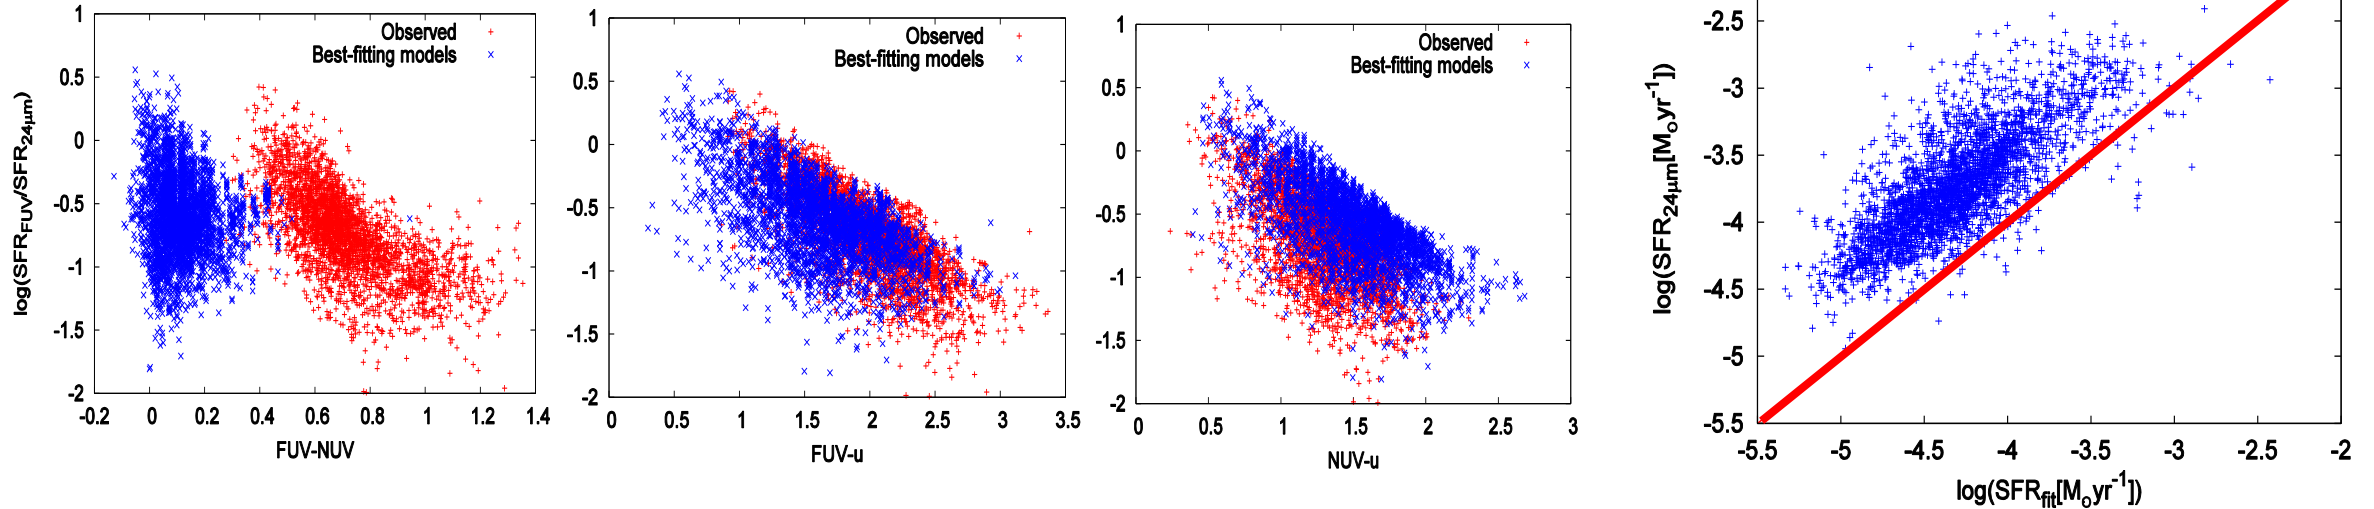 1
0.5
0
-0.5
-1
-1.5
-2
-0.2 0 0.2 0.4 0.6 0.8 1 1.2 1.4
log(SFR_FUV/SFR_24μm)
FUV-NUV
Observed
Best-fitting models
1
0.5
0
-0.5
-1
-1.5
-2
0 0.5 1 1.5 2 2.5 3 3.5
FUV-u
Observed
Best-fitting models
1
0.5
0
-0.5
-1
-1.5
-2
0 0.5 1 1.5 2 2.5 3
NUV-u
Observed
Best-fitting models
-2.5
-3
-3.5
-4
-4.5
-5
-5.5
-5.5 -5 -4.5 -4 -3.5 -3 -2.5 -2
log(SFR_24μm[M_oyr^-1])
log(SFR_fit[M_oyr^-1])